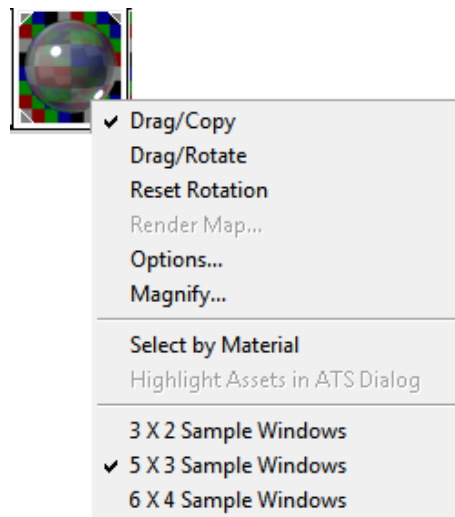 Drag/Copy
Drag/Rotate
Reset Rotation
Render Map...
Options...
Magnify...
Select by Material
Highlight Assets in ATS Dialog
3 X 2 Sample Windows
5 X 3 Sample Windows
6 X 4 Sample Windows